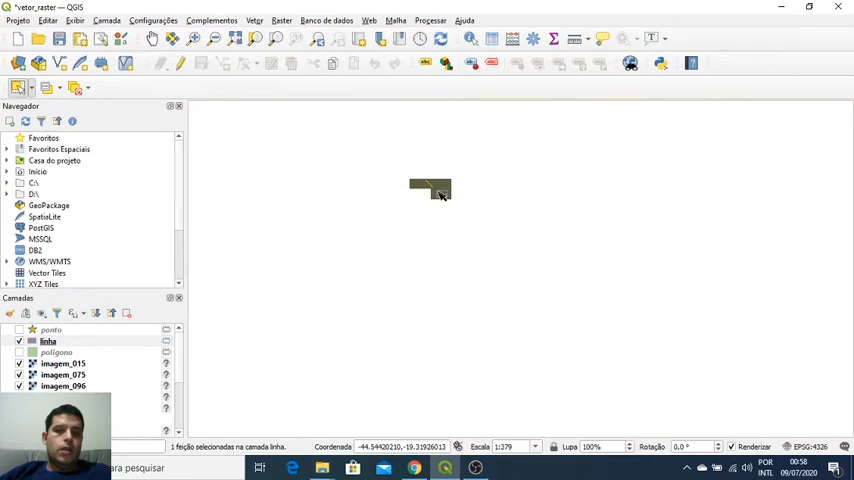 *vetor_raster — QGIS
Projeto Editar Exibir Camada Configurações Complementos Vetor Raster Banco de dados Web Malha Processar Ajuda
Navegador
Favoritos
Favoritos Espaciais
Casa do projeto
Início
C:\
D:\
GeoPackage
SpatiaLite
PostGIS
MSSQL
DB2
WMS/WMTS
Vector Tiles
XYZ Tiles
Camadas
ponto
linha
polígono
imagem_015
imagem_075
imagem_096
1 feição selecionadas na camada linha. Coordenada -44.54420210,-19.31926013 Escala 1:379 Lupa 100% Rotação 0,0 ° Renderizar EPSG:4326
para pesquisar
POR
INTL
00:58
09/07/2020